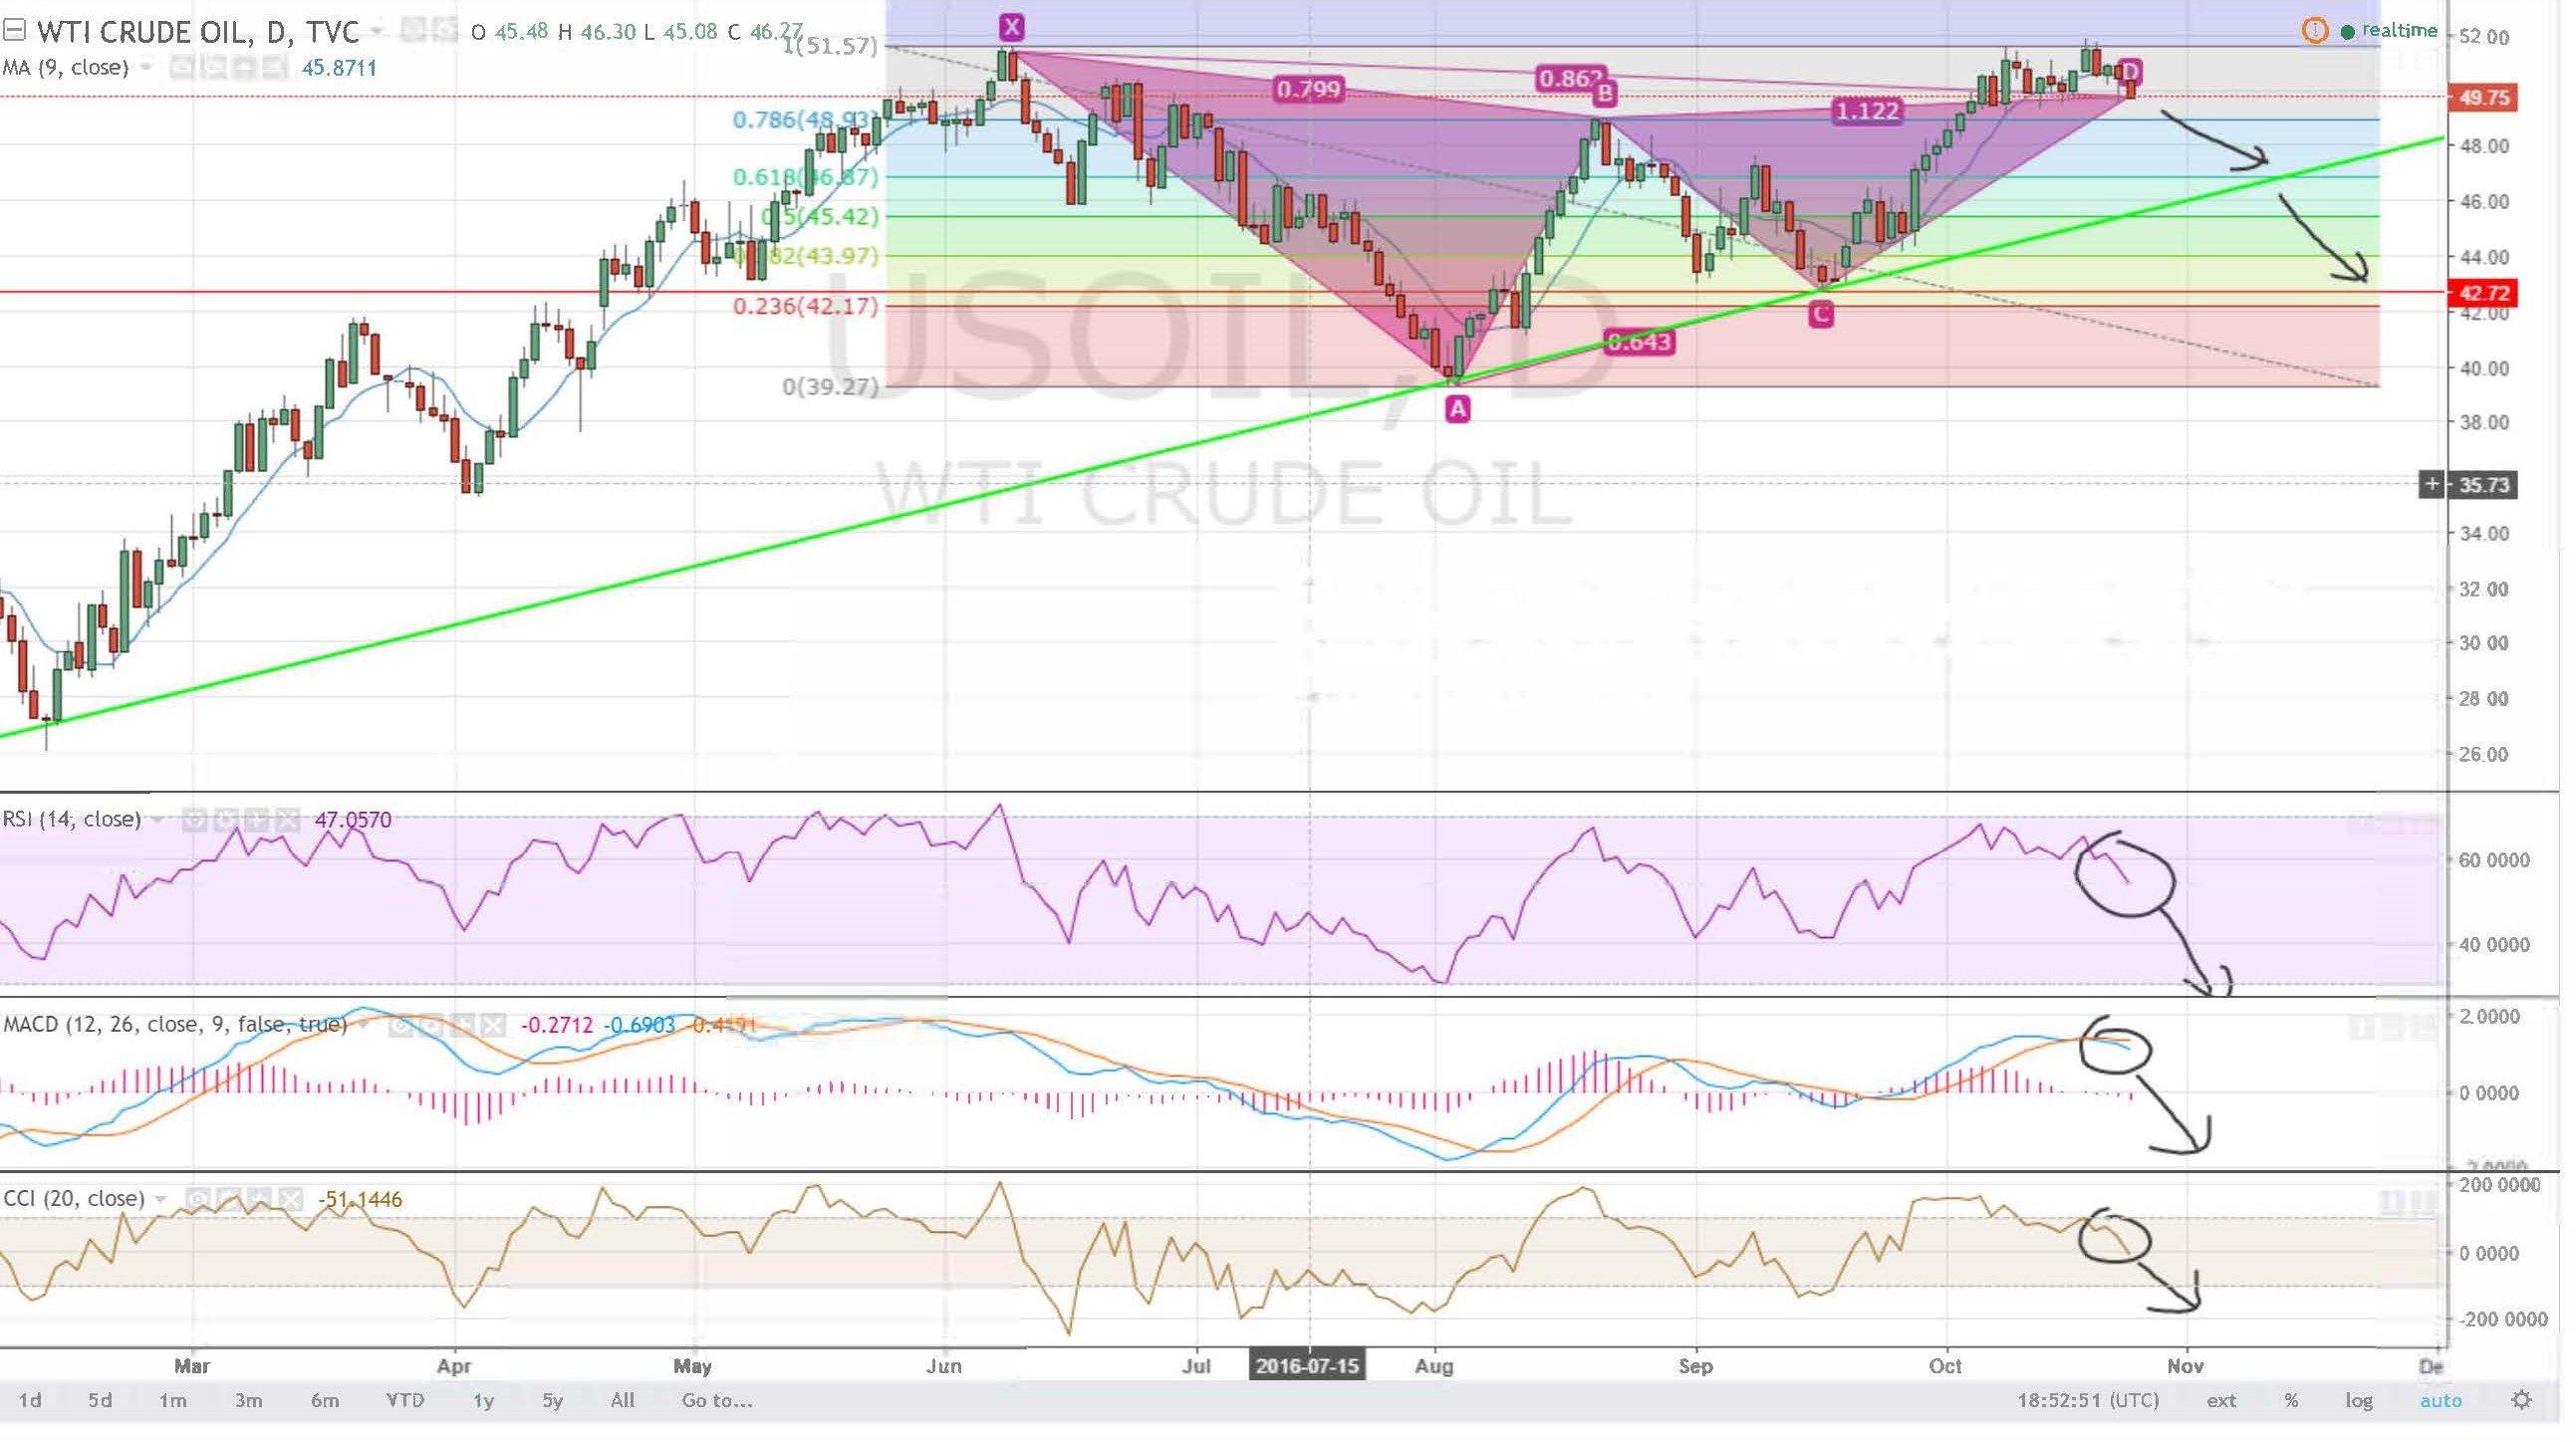 WTI CRUDE OIL, D, TVC O 45.48 H 46.30 L 45.08 C 46.27
realtime
MA (9, close) 45.8711
1(51.57)
0.786(48.93)
0.618(46.87)
0.5(45.42)
0.382(43.97)
0.236(42.17)
0(39.27)
X
0.799
0.862
B
1.122
D
C
0.643
A
USOIL, D
WTI CRUDE OIL
52.00
49.75
48.00
46.00
44.00
42.72
42.00
40.00
38.00
+ 35.73
34.00
32 00
30 00
28 00
26.00
RSI (14, close) 47.0570
60 0000
40 0000
MACD (12, 26, close, 9, false, true) -0.2712 -0.6903 -0.4191
2.0000
0.0000
CCI (20, close) -51.1446
200 0000
0 0000
-200 0000
Mar Apr May Jun Jul 2016-07-15 Aug Sep Oct Nov De
1d 5d 1m 3m 6m YTD 1y 5y All Go to... 18:52:51 (UTC) ext % log auto